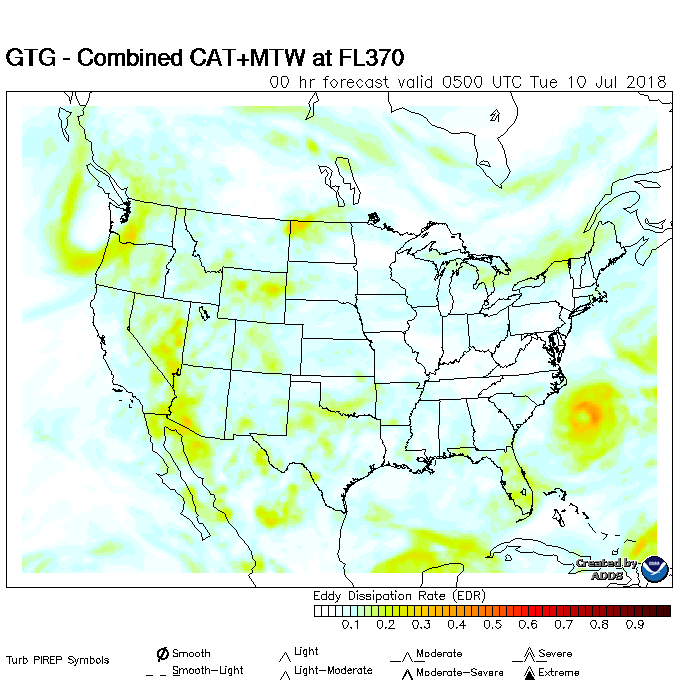 GTG - Combined CAT+MTW at FL370
00 hr forecast valid 0500 UTC Tue 10 Jul 2018
Created by
ADDS
Eddy Dissipation Rate (EDR)
0.1 0.2 0.3 0.4 0.5 0.6 0.7 0.8 0.9
Turb PIREP Symbols
Smooth Light Moderate Severe
Smooth-Light Light-Moderate Moderate-Severe Extreme